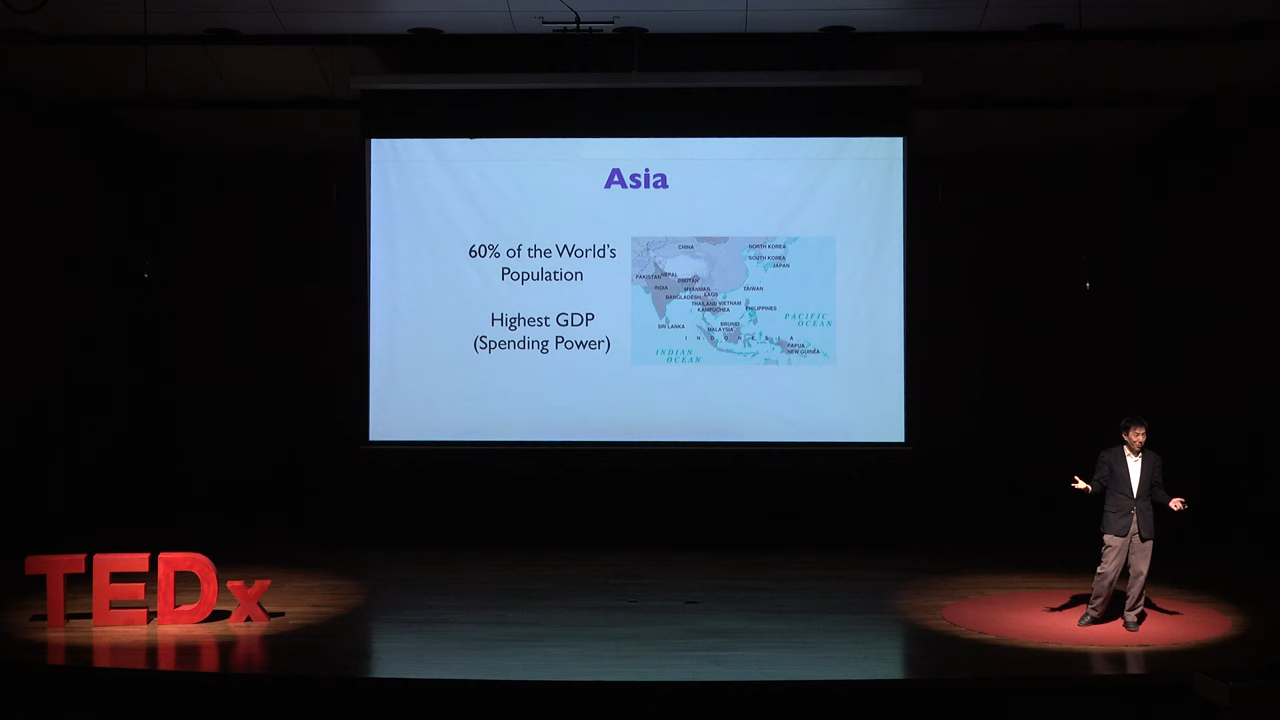 Asia
60% of the World's
Population
Highest GDP
(Spending Power)
CHINA
NORTH KOREA
SOUTH KOREA
JAPAN
PAKISTAN
NEPAL
BHUTAN
INDIA
MYANMAR
TAIWAN
LAOS
BANGLADESH
THAILAND VIETNAM
KAMPUCHEA
PHILIPPINES
PACIFIC
OCEAN
SRI LANKA
BRUNEI
MALAYSIA
INDONESIA
PAPUA
NEW GUINEA
INDIAN
OCEAN
TEDx